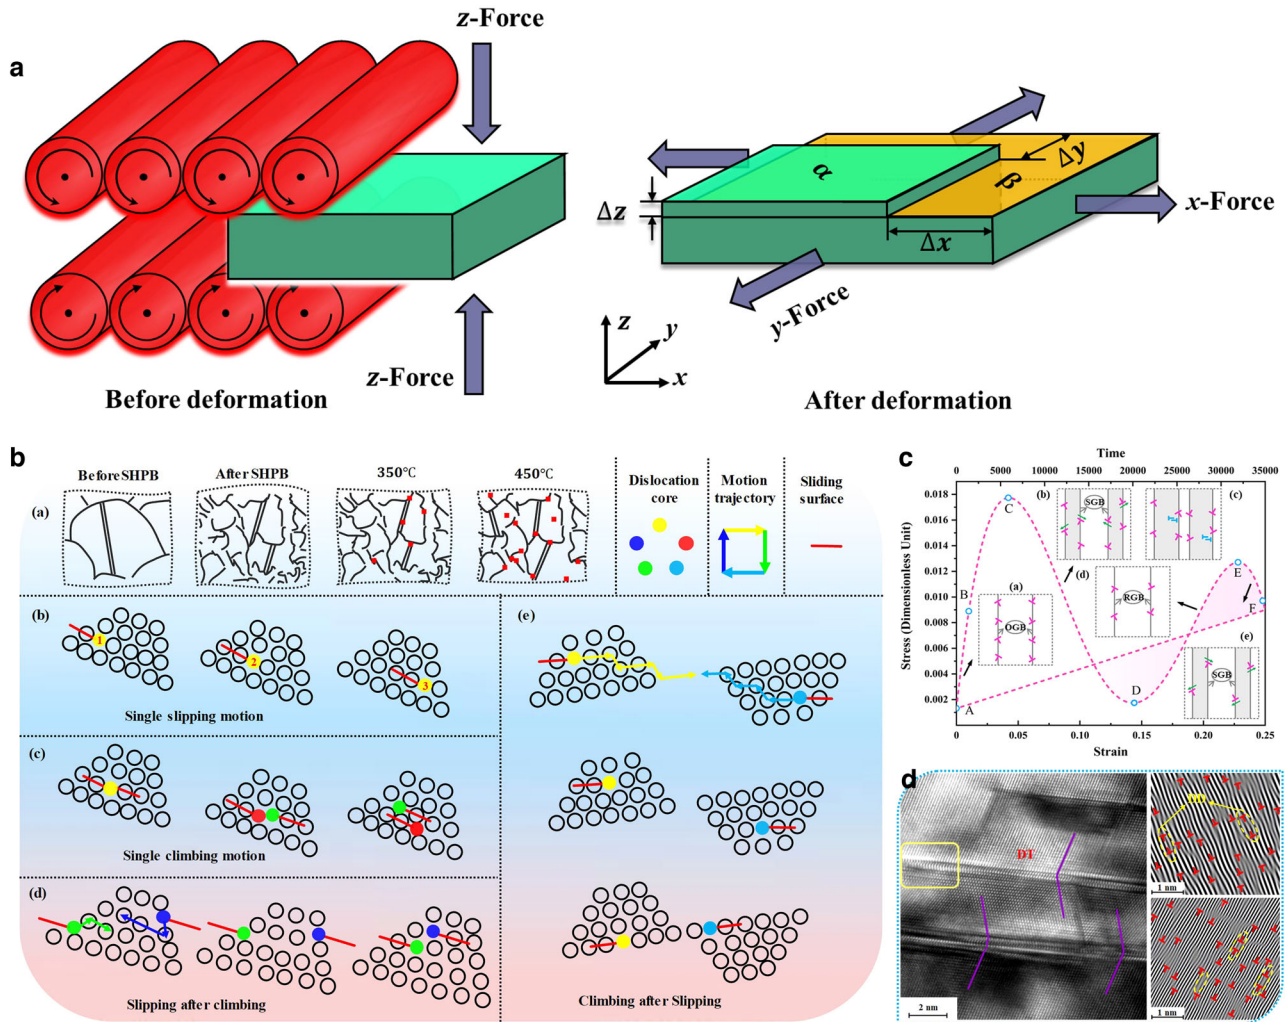 a
z-Force
z-Force
Before deformation
α
β
Δy
Δz
Δx
x-Force
y-Force
z
y
x
After deformation
b
Before SHPB
After SHPB
350℃
450℃
Dislocation
core
Motion
trajectory
Sliding
surface
(a)
(b)
1
2
3
Single slipping motion
(c)
Single climbing motion
(d)
Slipping after climbing
(e)
Climbing after Slipping
c
Time
0 5000 10000 15000 20000 25000 30000 35000
Stress (Dimensionless Unit)
0.018
0.016
0.014
0.012
0.010
0.008
0.006
0.004
0.002
0 0.05 0.10 0.15 0.20 0.25
Strain
A
B
C
D
E
F
(a)
OGB
(b)
SGB
(c)
(d)
RGB
(e)
SGB
d
DT
2 nm
1 nm
1 nm